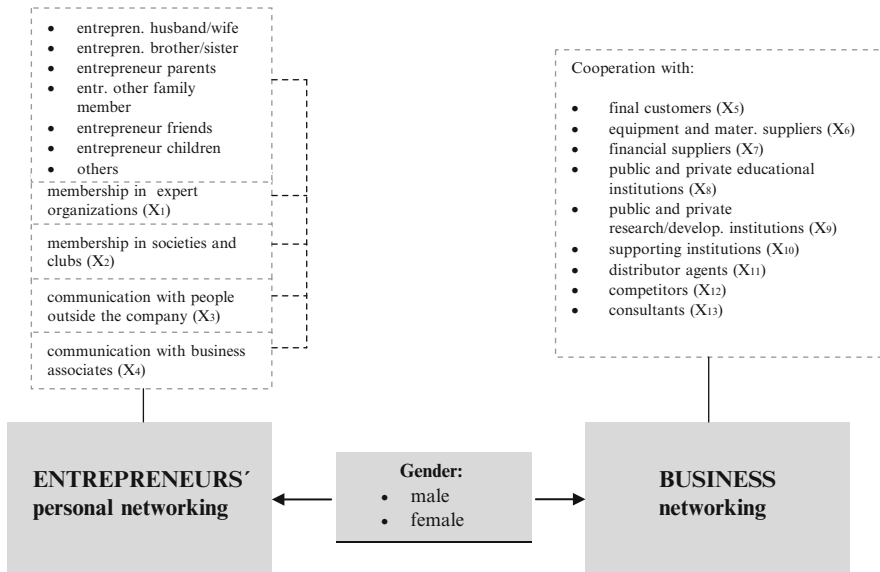 • entrepren. husband/wife
• entrepren. brother/sister
• entrepreneur parents
• entr. other family
member
• entrepreneur friends
• entrepreneur children
• others
membership in expert
organizations (X1)
membership in societies and
clubs (X2)
communication with people
outside the company (X3)
communication with business
associates (X4)
Cooperation with:
• final customers (X5)
• equipment and mater. suppliers (X6)
• financial suppliers (X7)
• public and private educational
institutions (X8)
• public and private
research/develop. institutions (X9)
• supporting institutions (X10)
• distributor agents (X11)
• competitors (X12)
• consultants (X13)
ENTREPRENEURS´
personal networking
Gender:
• male
• female
BUSINESS
networking